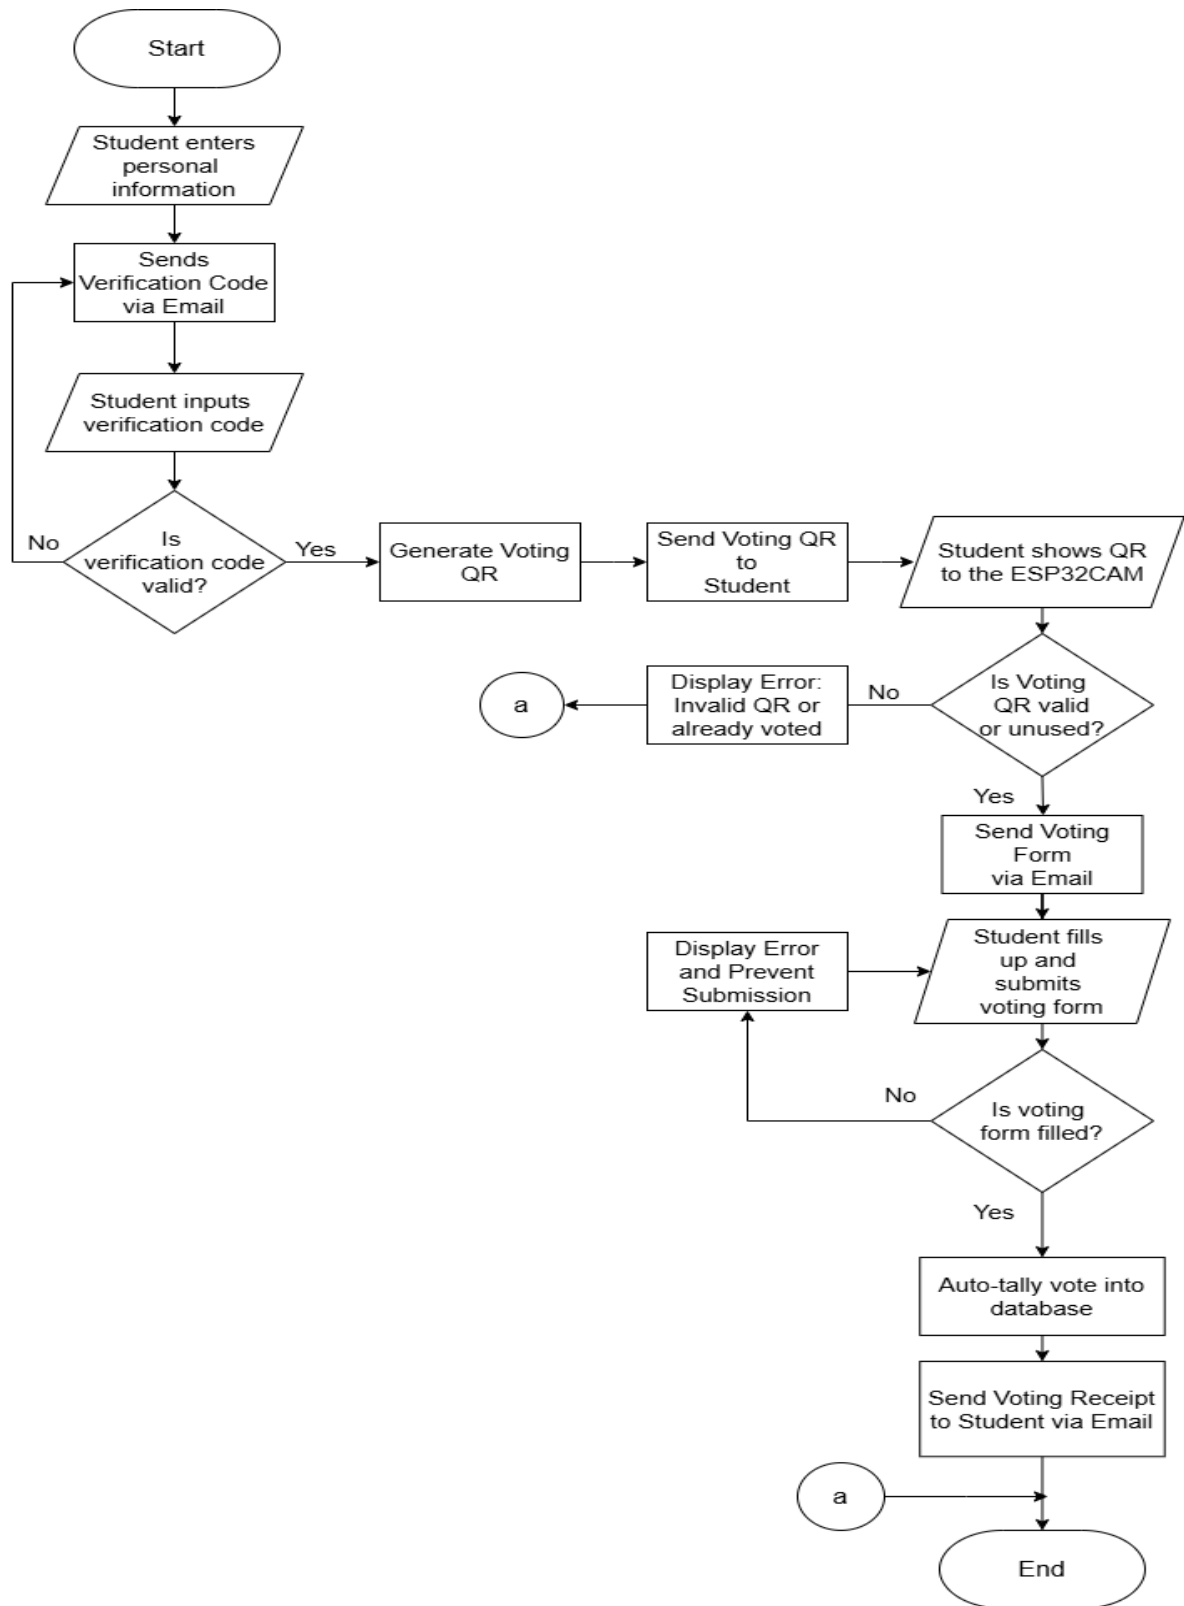 Start
Student enters
personal
information
Sends
Verification Code
via Email
Student inputs
verification code
No
Is
verification code
valid?
Yes
Generate Voting
QR
Send Voting QR
to
Student
Student shows QR
to the ESP32CAM
a
Display Error:
Invalid QR or
already voted
No
Is Voting
QR valid
or unused?
Yes
Send Voting
Form
via Email
Display Error
and Prevent
Submission
Student fills
up and
submits
voting form
No
Is voting
form filled?
Yes
Auto-tally vote into
database
Send Voting Receipt
to Student via Email
a
End